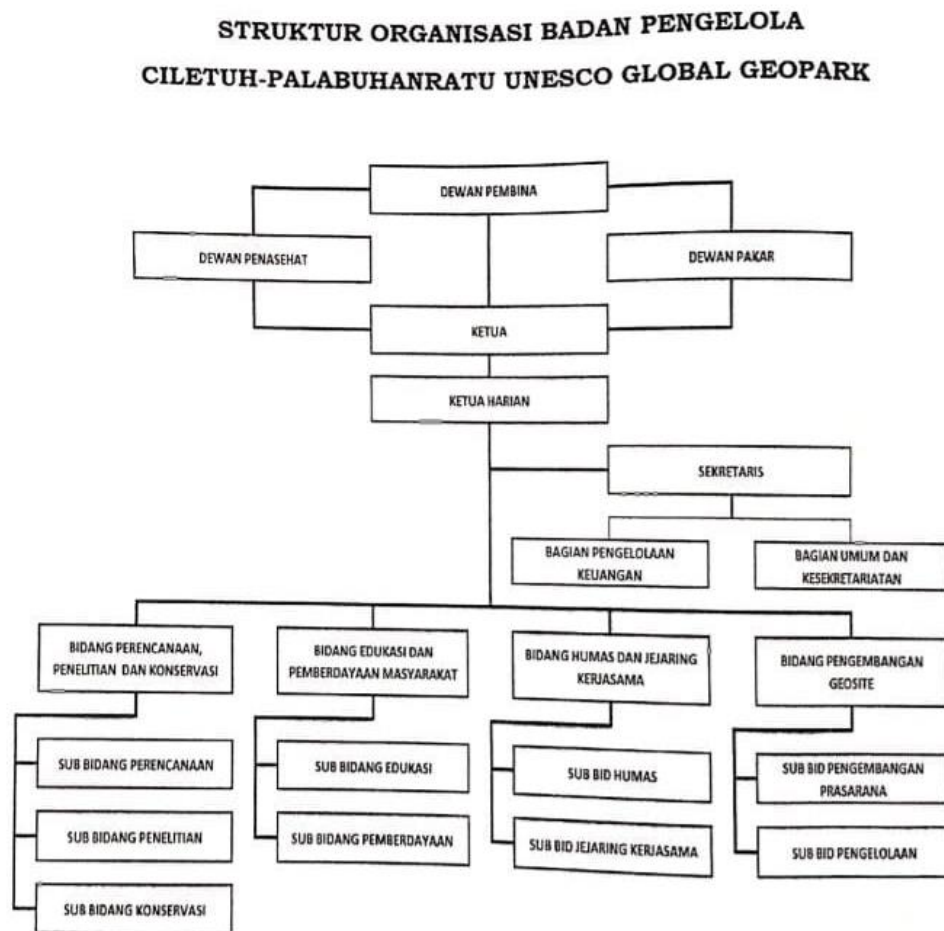 STRUKTUR ORGANISASI BADAN PENGELOLA
CILETUH-PALABUHANRATU UNESCO GLOBAL GEOPARK
DEWAN PEMBINA
DEWAN PENASEHAT
DEWAN PAKAR
KETUA
KETUA HARIAN
SEKRETARIS
BAGIAN PENGELOLAAN
KEUANGAN
BAGIAN UMUM DAN
KESEKRETARIATAN
BIDANG PERENCANAAN,
PENELITIAN DAN KONSERVASI
BIDANG EDUKASI DAN
PEMBERDAYAAN MASYARAKAT
BIDANG HUMAS DAN JEJARING
KERJASAMA
BIDANG PENGEMBANGAN
GEOSITE
SUB BIDANG PERENCANAAN
SUB BIDANG PENELITIAN
SUB BIDANG KONSERVASI
SUB BIDANG EDUKASI
SUB BIDANG PEMBERDAYAAN
SUB BID HUMAS
SUB BID JEJARING KERJASAMA
SUB BID PENGEMBANGAN
PRASARANA
SUB BID PENGELOLAAN